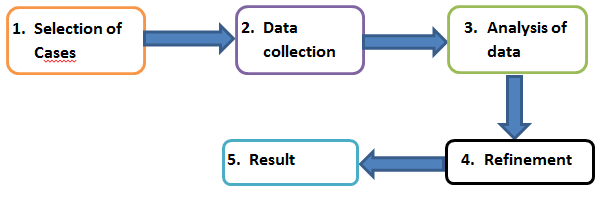 1. Selection of
Cases
2. Data
collection
3. Analysis of
data
4. Refinement
5. Result